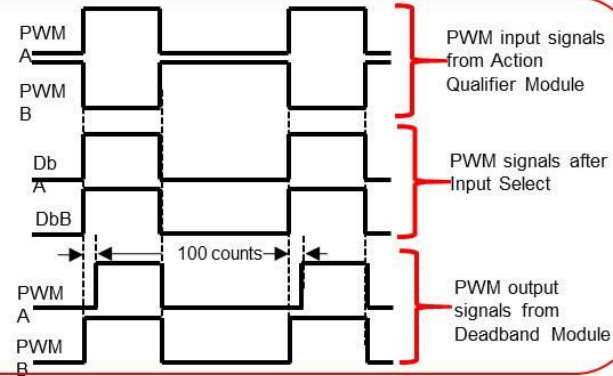 PWM
A
PWM input signals
from Action
Qualifier Module
PWM
B
Db
A
PWM signals after
Input Select
DbB
100 counts
PWM
A
PWM output
signals from
Deadband Module
PWM
B